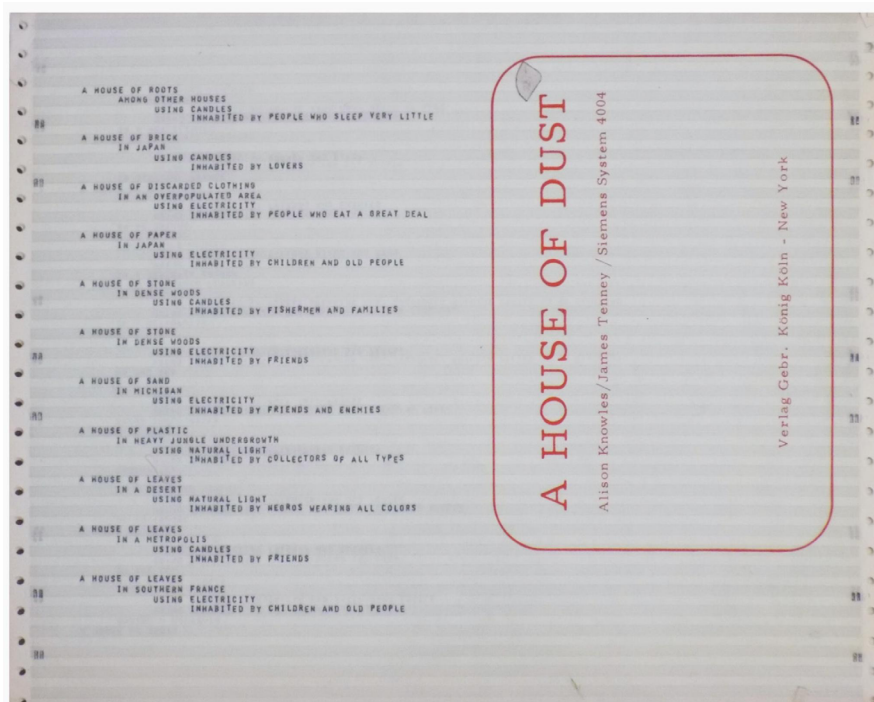 A HOUSE OF ROOTS
AMONG OTHER HOUSES
USING CANDLES
INHABITED BY PEOPLE WHO SLEEP VERY LITTLE
A HOUSE OF BRICK
IN JAPAN
USING CANDLES
INHABITED BY LOVERS
A HOUSE OF DISCARDED CLOTHING
IN AN OVERPOPULATED AREA
USING ELECTRICITY
INHABITED BY PEOPLE WHO EAT A GREAT DEAL
A HOUSE OF PAPER
IN JAPAN
USING ELECTRICITY
INHABITED BY CHILDREN AND OLD PEOPLE
A HOUSE OF STONE
IN DENSE WOODS
USING CANDLES
INHABITED BY FISHERMEN AND FAMILIES
A HOUSE OF STONE
IN DENSE WOODS
USING ELECTRICITY
INHABITED BY FRIENDS
A HOUSE OF SAND
IN MICHIGAN
USING ELECTRICITY
INHABITED BY FRIENDS AND ENEMIES
A HOUSE OF PLASTIC
IN HEAVY JUNGLE UNDERGROWTH
USING NATURAL LIGHT
INHABITED BY COLLECTORS OF ALL TYPES
A HOUSE OF LEAVES
IN A DESERT
USING NATURAL LIGHT
INHABITED BY NEGROS WEARING ALL COLORS
A HOUSE OF LEAVES
IN A METROPOLIS
USING CANDLES
INHABITED BY FRIENDS
A HOUSE OF LEAVES
IN SOUTHERN FRANCE
USING ELECTRICITY
INHABITED BY CHILDREN AND OLD PEOPLE
A HOUSE OF DUST
Alison Knowles/James Tenney/Siemens System 4004
Verlag Gebr. König Köln - New York